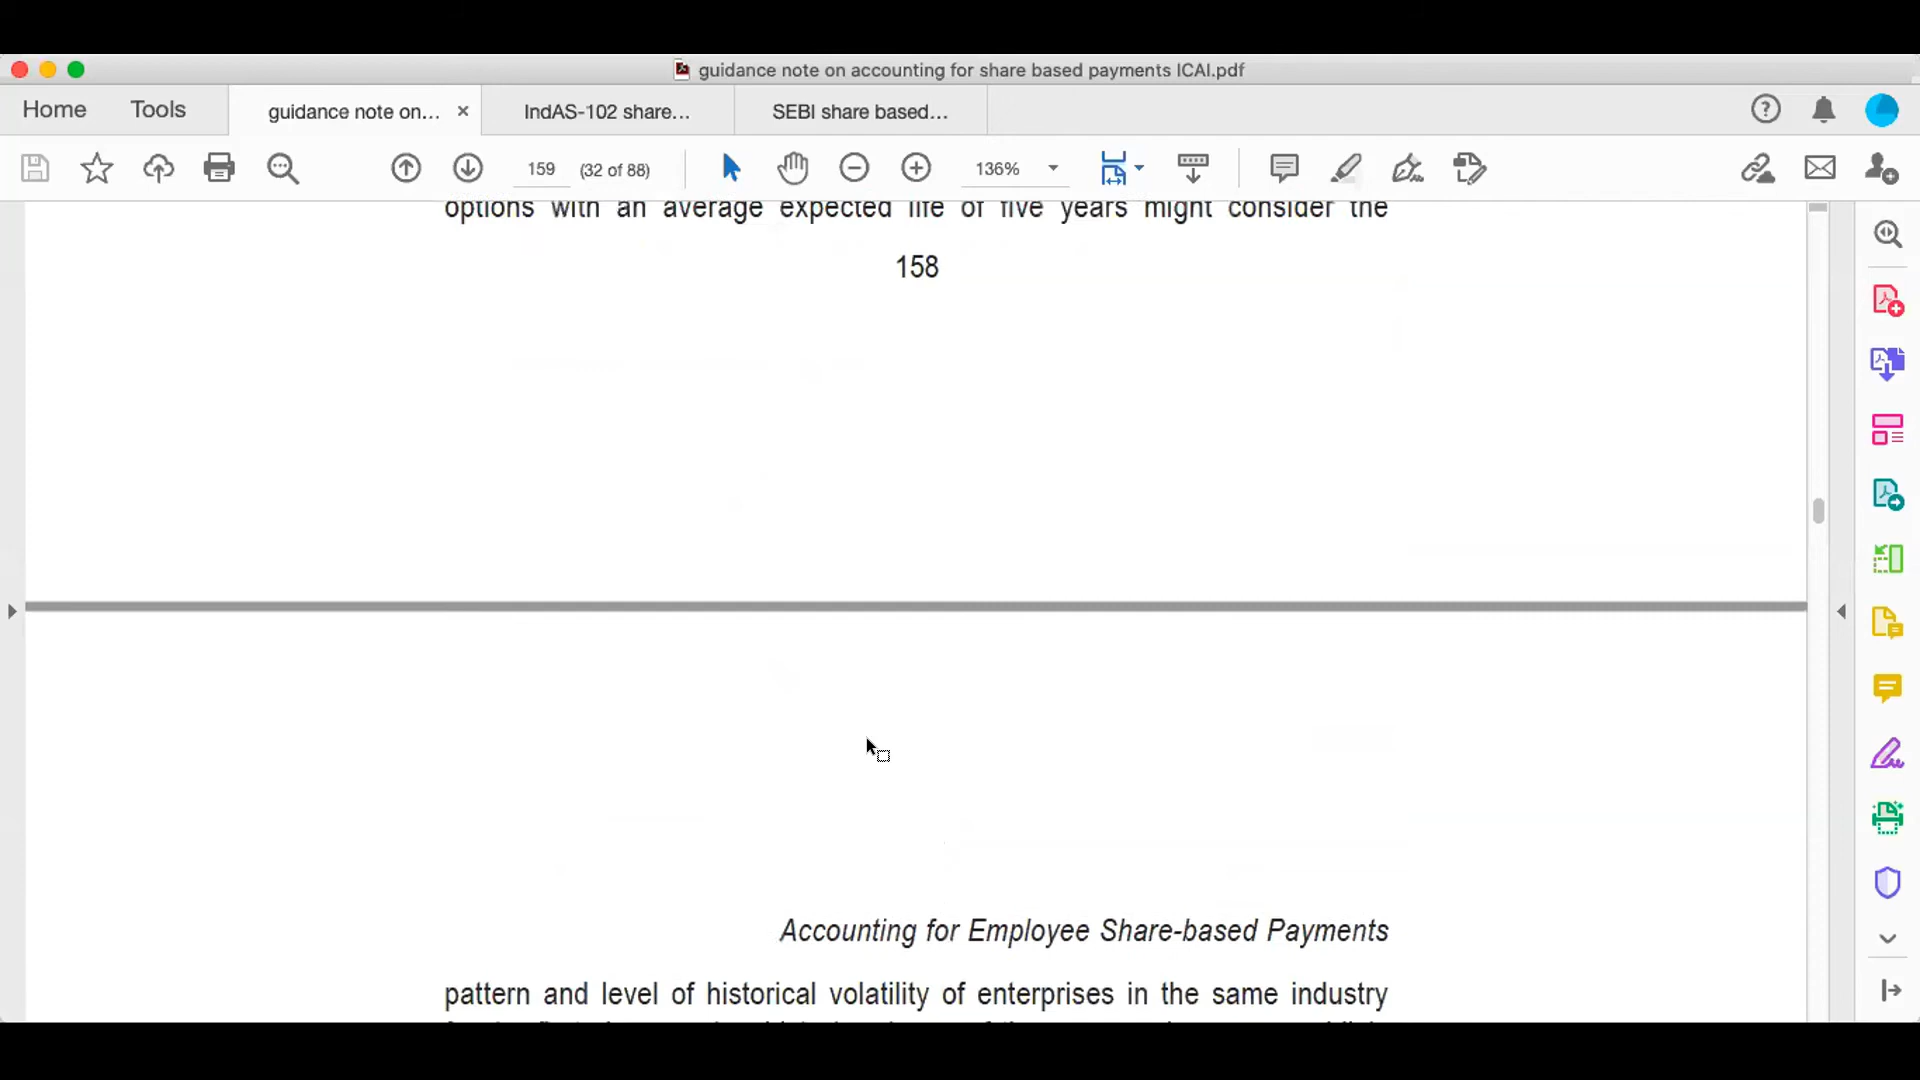 guidance note on accounting for share based payments ICAI.pdf
Home Tools guidance note on... IndAS-102 share... SEBI share based...
159 (32 of 88) 136%
options with an average expected life of five years might consider the
158
Accounting for Employee Share-based Payments
pattern and level of historical volatility of enterprises in the same industry